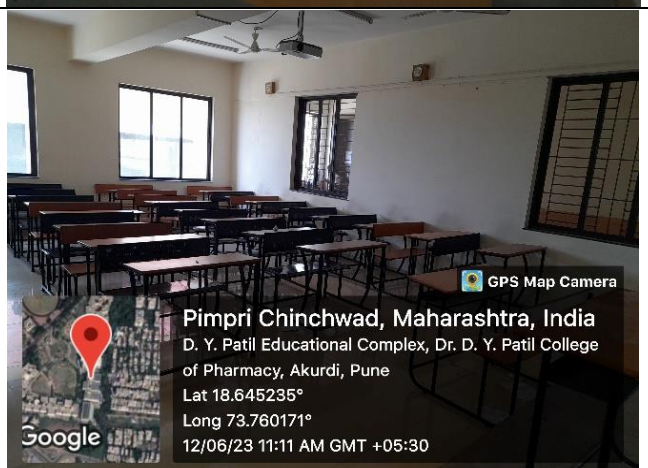 GPS Map Camera
Pimpri Chinchwad, Maharashtra, India
D. Y. Patil Educational Complex, Dr. D. Y. Patil College
of Pharmacy, Akurdi, Pune
Lat 18.645235°
Long 73.760171°
12/06/23 11:11 AM GMT +05:30
Google